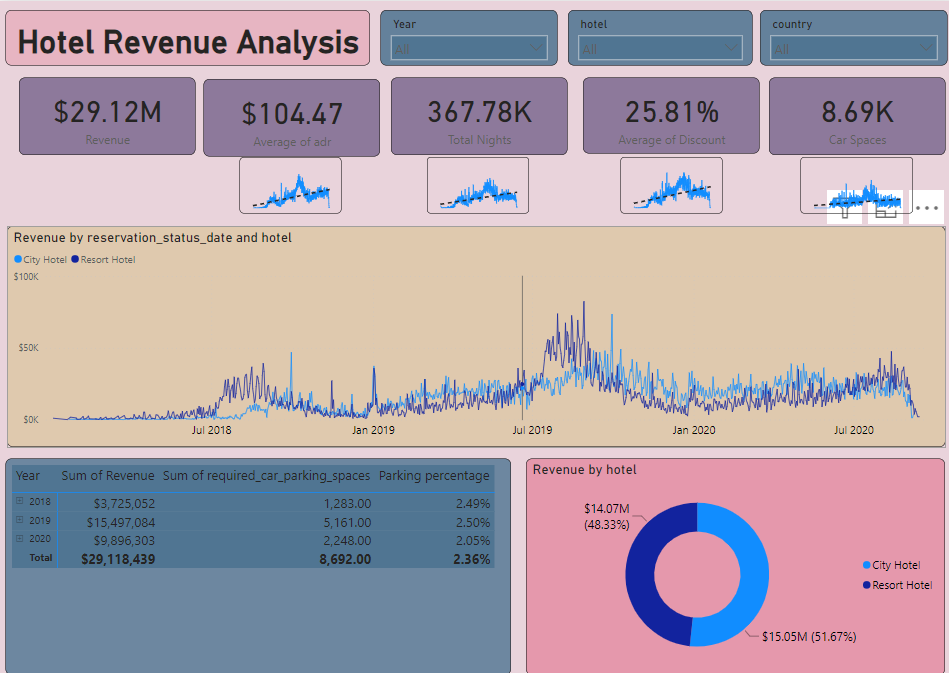 Hotel Revenue Analysis
Year
All
hotel
All
country
All
$29.12M
Revenue
$104.47
Average of adr
367.78K
Total Nights
25.81%
Average of Discount
8.69K
Car Spaces
Revenue by reservation_status_date and hotel
City Hotel Resort Hotel
$100K
$50K
$0K
Jul 2018 Jan 2019 Jul 2019 Jan 2020 Jul 2020
Year Sum of Revenue Sum of required_car_parking_spaces Parking percentage
2018 $3,725,052 1,283.00 2.49%
2019 $15,497,084 5,161.00 2.50%
2020 $9,896,303 2,248.00 2.05%
Total $29,118,439 8,692.00 2.36%
Revenue by hotel
$14.07M
(48.33%)
City Hotel
Resort Hotel
$15.05M (51.67%)